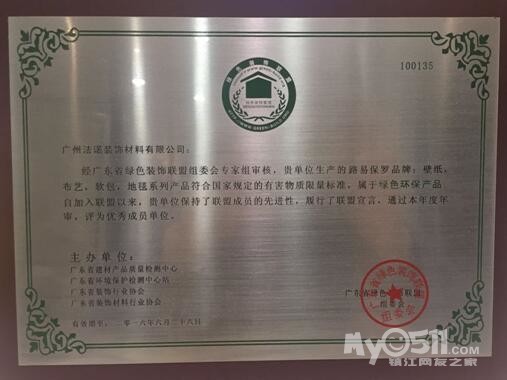 100135
广州法诺装饰材料有限公司：
经广东省绿色装饰联盟组委会专家组审核，贵单位生产的路易保罗品牌：壁纸，
布艺，软包，地毯系列产品符合国家规定的有害物质限量标准，属于绿色环保产品
自加入联盟以来，贵单位保持了联盟成员的先进性，履行了联盟宣言，通过本年度年
审，评为优秀成员单位。
主办单位：
广东省建材产品质量检测中心
广东省环境保护检测中心站
广东省装饰行业协会
广东省装饰材料行业协会
广东省绿色装饰联盟
组委会
有效期至：二零一六年六月二十八日
My0511.com
镇江网友之家